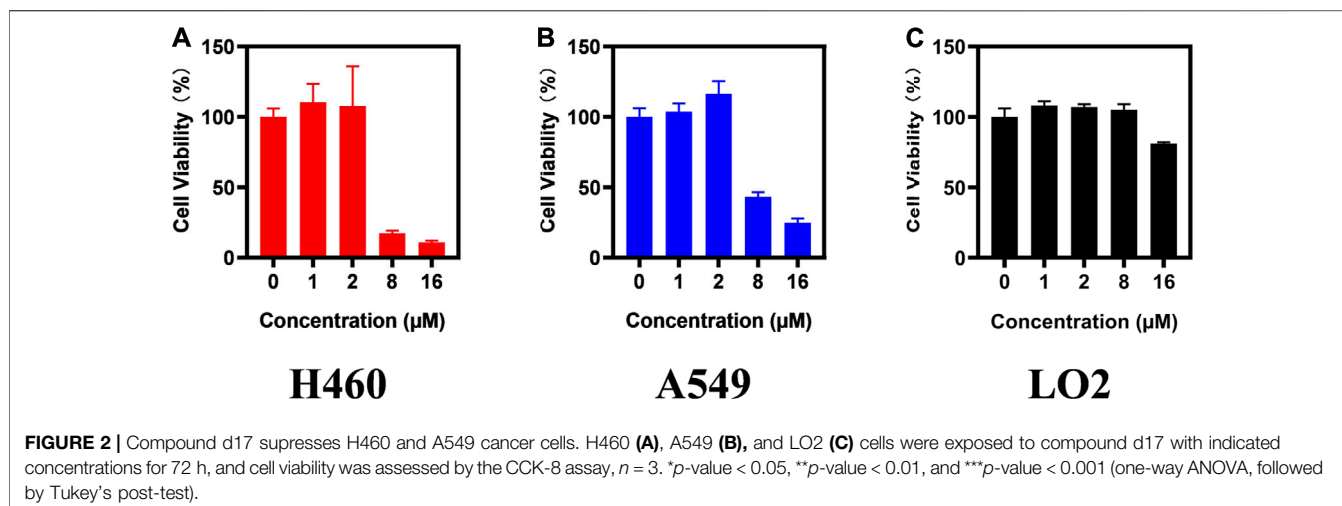 A
150
100
50
0
Cell Viability (%)
0 1 2 8 16
Concentration (μM)
H460
B
150
100
50
0
Cell Viability (%)
0 1 2 8 16
Concentration (μM)
A549
C
150
100
50
0
Cell Viability (%)
0 1 2 8 16
Concentration (μM)
LO2
FIGURE 2 | Compound d17 supresses H460 and A549 cancer cells. H460 (A), A549 (B), and LO2 (C) cells were exposed to compound d17 with indicated
concentrations for 72 h, and cell viability was assessed by the CCK-8 assay, n = 3. *p-value < 0.05, **p-value < 0.01, and ***p-value < 0.001 (one-way ANOVA, followed
by Tukey’s post-test).